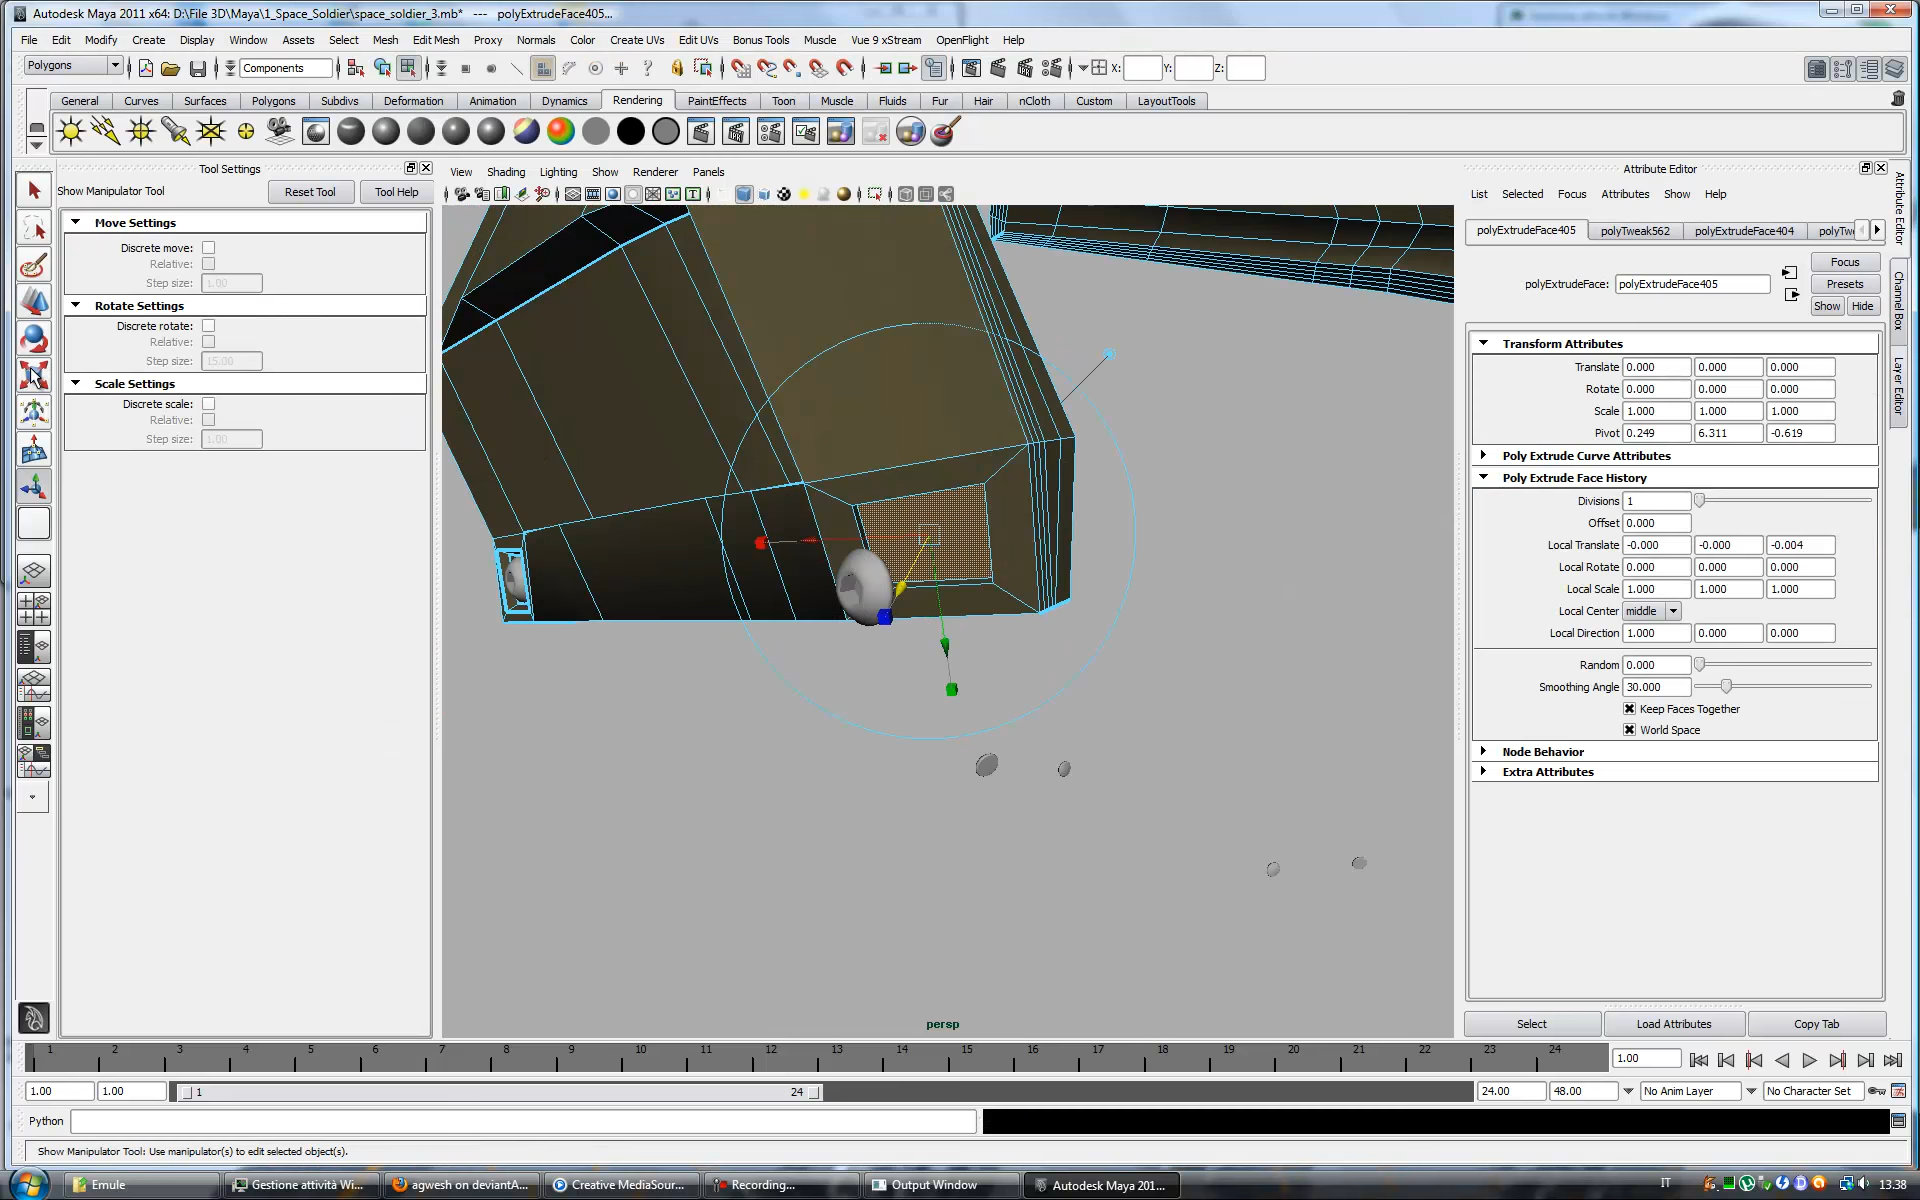 Autodesk Maya 2011 x64: D:\File 3D\Maya\1_Space_Soldier\space_soldier_3.mb* --- polyExtrudeFace405...
File Edit Modify Create Display Window Assets Select Mesh Edit Mesh Proxy Normals Color Create UVs Edit UVs Bonus Tools Muscle Vue 9 xStream OpenFlight Help
Polygons Components X: Y: Z:
General Curves Surfaces Polygons Subdivs Deformation Animation Dynamics Rendering PaintEffects Toon Muscle Fluids Fur Hair nCloth Custom LayoutTools
Tool Settings
Show Manipulator Tool Reset Tool Tool Help
Move Settings
Discrete move:
Relative:
Step size: 1.00
Rotate Settings
Discrete rotate:
Relative:
Step size: 15.00
Scale Settings
Discrete scale:
Relative:
Step size: 1.00
View Shading Lighting Show Renderer Panels
persp
Attribute Editor
List Selected Focus Attributes Show Help
polyExtrudeFace405 polyTweak562 polyExtrudeFace404 polyTw
Focus
polyExtrudeFace: polyExtrudeFace405 Presets
Show Hide
Transform Attributes
Translate 0.000 0.000 0.000
Rotate 0.000 0.000 0.000
Scale 1.000 1.000 1.000
Pivot 0.249 6.311 -0.619
Poly Extrude Curve Attributes
Poly Extrude Face History
Divisions 1
Offset 0.000
Local Translate -0.000 -0.000 -0.004
Local Rotate 0.000 0.000 0.000
Local Scale 1.000 1.000 1.000
Local Center middle
Local Direction 1.000 0.000 0.000
Random 0.000
Smoothing Angle 30.000
Keep Faces Together
World Space
Node Behavior
Extra Attributes
Select Load Attributes Copy Tab
Attribute Editor
Channel Box
Layer Editor
1 2 3 4 5 6 7 8 9 10 11 12 13 14 15 16 17 18 19 20 21 22 23 24 1.00
1.00 1.00 1 24 24.00 48.00 No Anim Layer No Character Set
Python
Show Manipulator Tool: Use manipulator(s) to edit selected object(s).
Emule Gestione attività Wi... agwesh on deviantA... Creative MediaSour... Recording... Output Window Autodesk Maya 201... IT 13.38